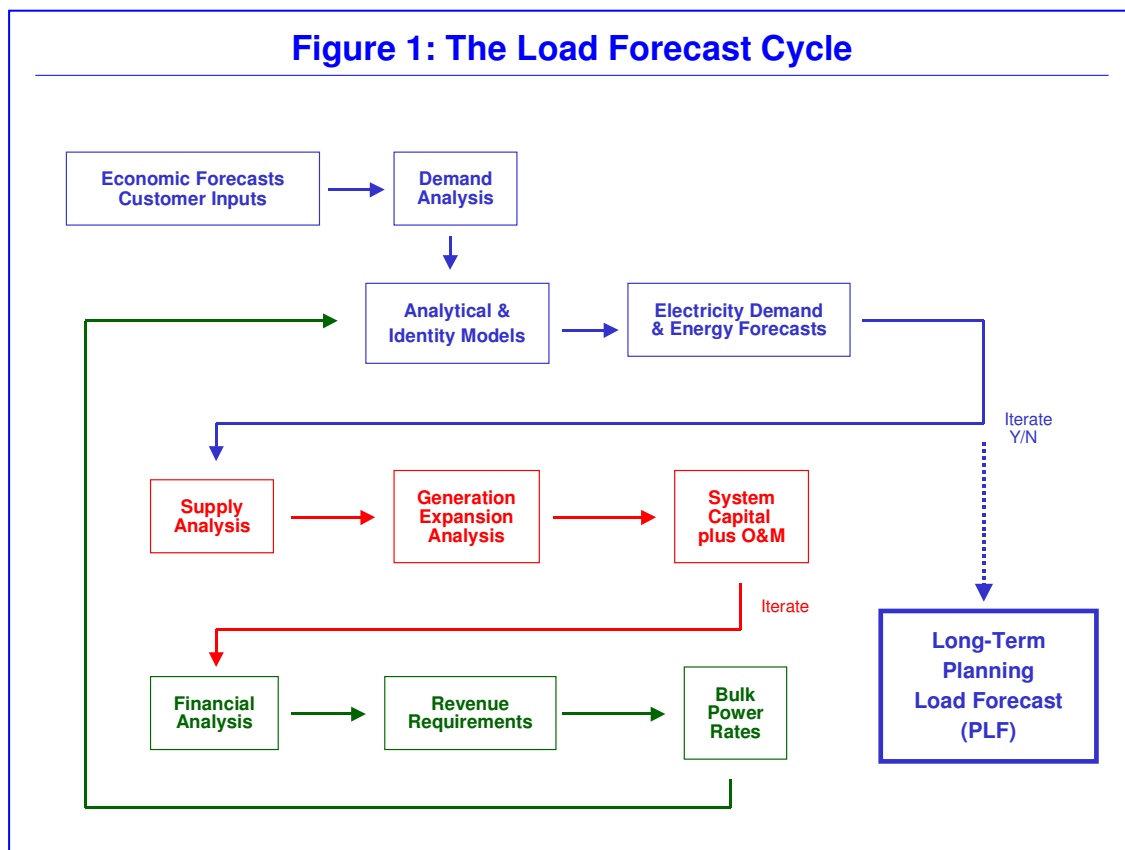 Figure 1: The Load Forecast Cycle
Economic Forecasts
Customer Inputs
Demand
Analysis
Analytical &
Identity Models
Electricity Demand
& Energy Forecasts
Iterate
Y/N
Supply
Analysis
Generation
Expansion
Analysis
System
Capital
plus O&M
Iterate
Long-Term
Planning
Load Forecast
(PLF)
Financial
Analysis
Revenue
Requirements
Bulk
Power
Rates